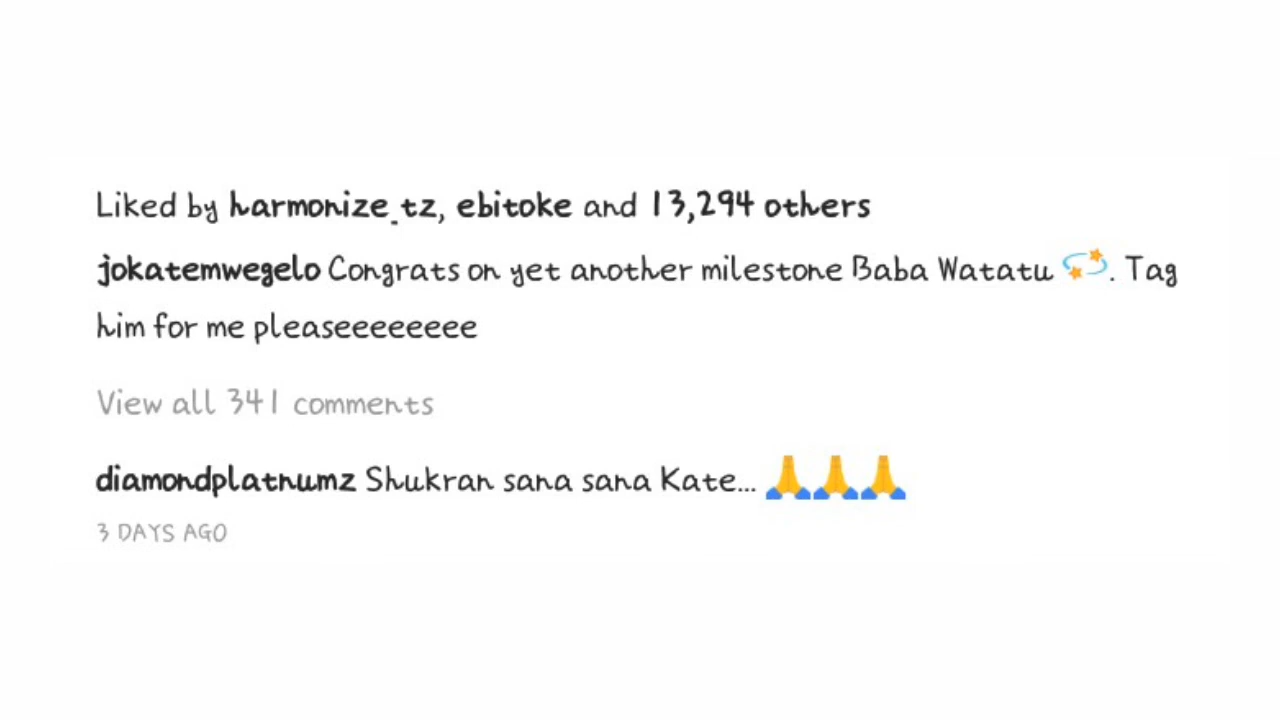 Liked by harmonize_tz, ebitoke and 13,294 others
jokatemwegelo Congrats on yet another milestone Baba Watatu 💫. Tag
him for me pleaseeeeeeee
View all 341 comments
diamondplatnumz Shukran sana sana Kate... 🙏🙏🙏
3 DAYS AGO